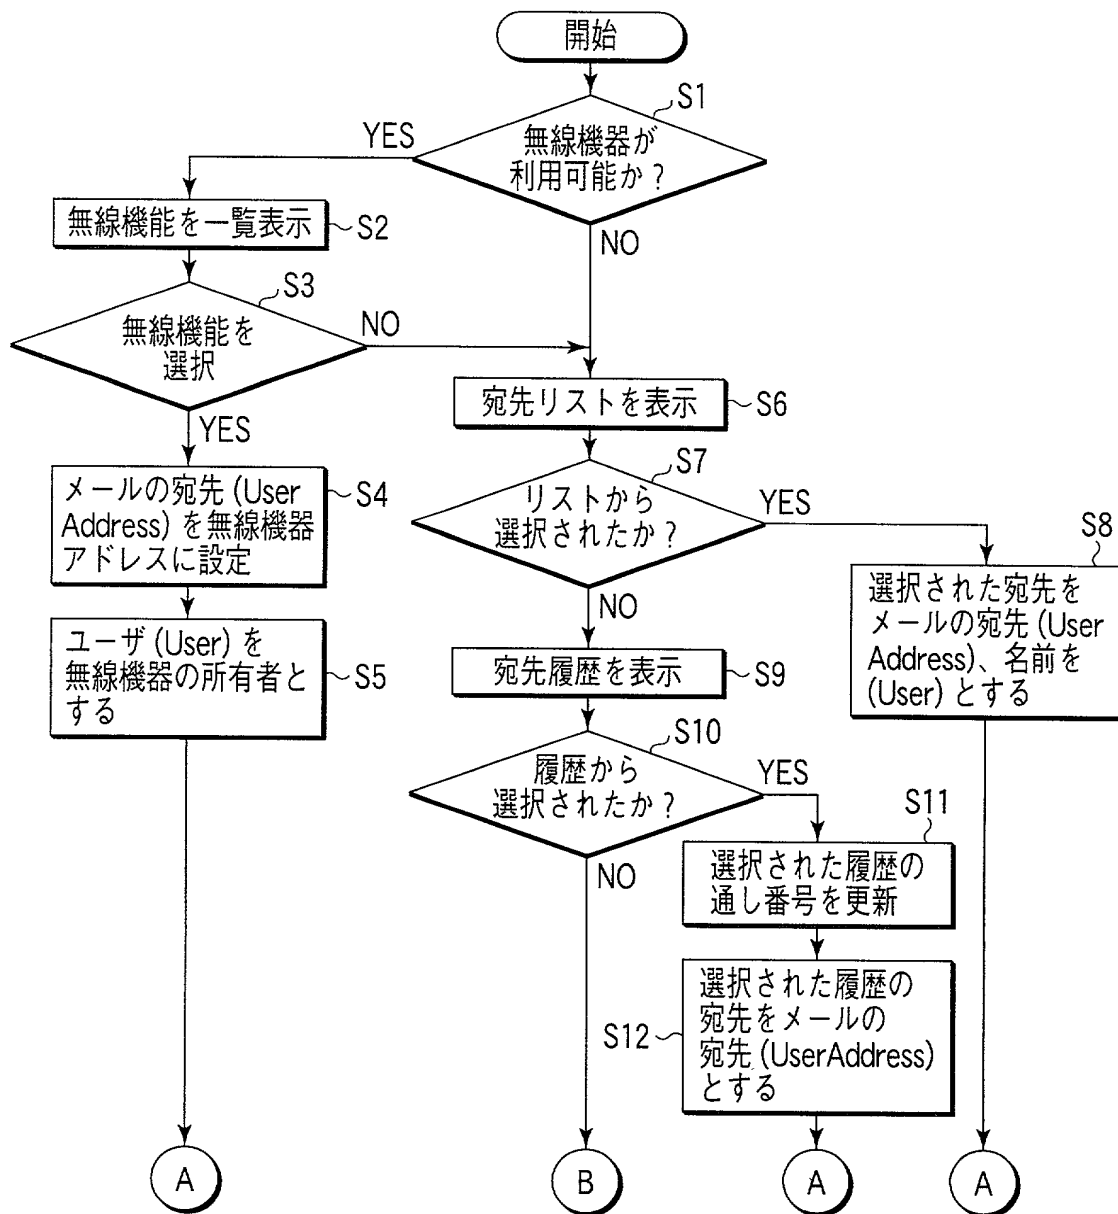 開始
S1
無線機器が
利用可能か？
YES
NO
無線機能を一覧表示
S2
S3
無線機能を
選択
NO
YES
宛先リストを表示
S6
メールの宛先 (User
Address) を無線機器
アドレスに設定
S4
S7
リストから
選択されたか？
YES
NO
S8
選択された宛先を
メールの宛先 (User
Address)、名前を
(User) とする
ユーザ (User) を
無線機器の所有者と
する
S5
宛先履歴を表示
S9
S10
履歴から
選択されたか？
YES
NO
S11
選択された履歴の
通し番号を更新
S12
選択された履歴の
宛先をメールの
宛先 (UserAddress)
とする
A
B
A
A